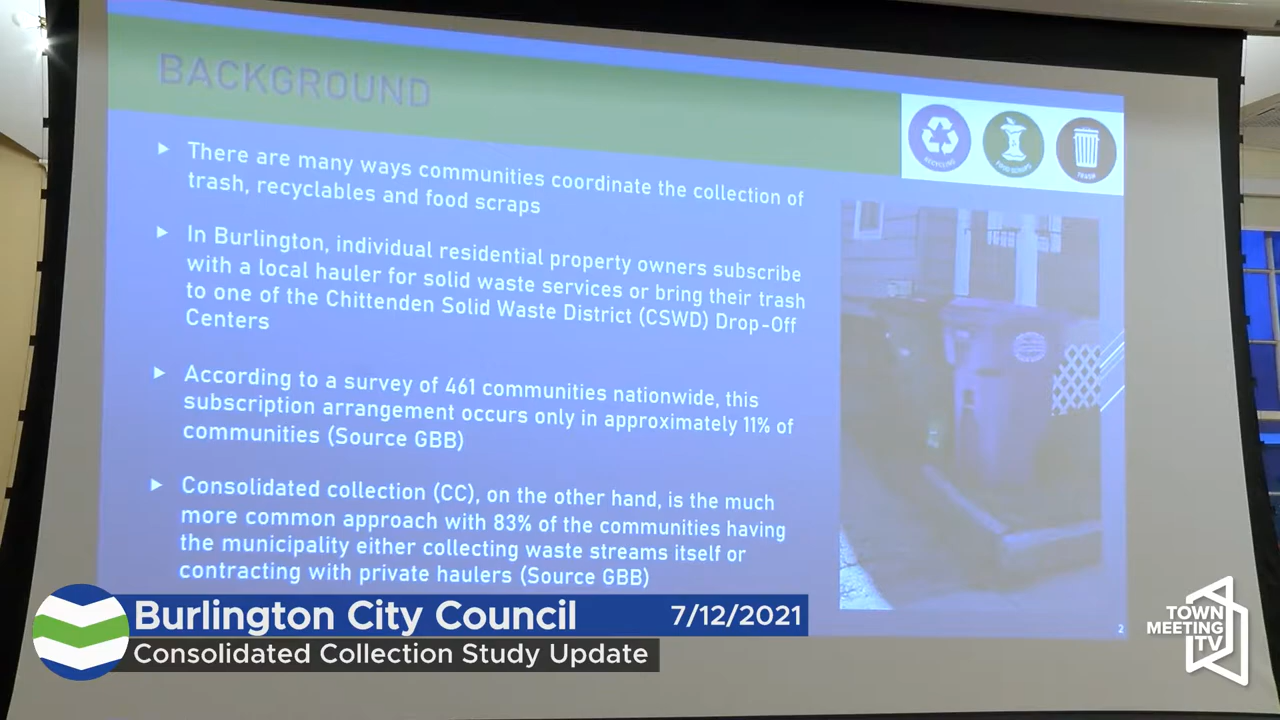 BACKGROUND
RECYCLING
FOOD SCRAPS
TRASH
► There are many ways communities coordinate the collection of
trash, recyclables and food scraps
► In Burlington, individual residential property owners subscribe
with a local hauler for solid waste services or bring their trash
to one of the Chittenden Solid Waste District (CSWD) Drop-Off
Centers
► According to a survey of 461 communities nationwide, this
subscription arrangement occurs only in approximately 11% of
communities (Source GBB)
► Consolidated collection (CC), on the other hand, is the much
more common approach with 83% of the communities having
the municipality either collecting waste streams itself or
contracting with private haulers (Source GBB)
2
Burlington City Council 7/12/2021
Consolidated Collection Study Update
TOWN
MEETING
TV